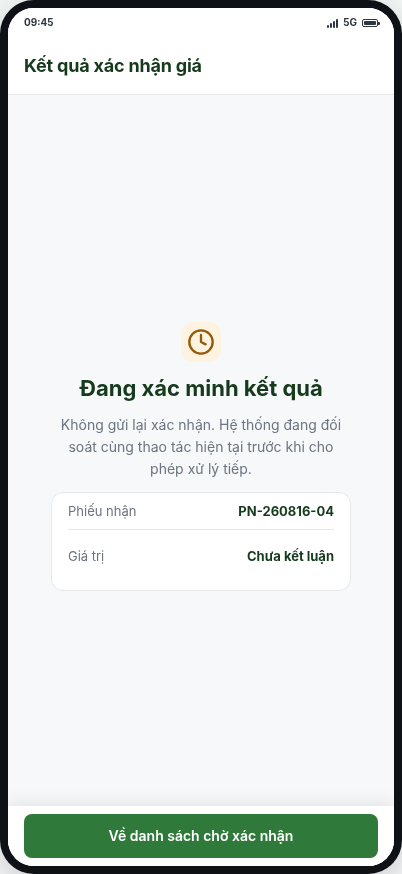 09:45
5G
Kết quả xác nhận giá
Đang xác minh kết quả
Không gửi lại xác nhận. Hệ thống đang đối
soát cùng thao tác hiện tại trước khi cho
phép xử lý tiếp.
Phiếu nhận PN-260816-04
Giá trị Chưa kết luận
Về danh sách chờ xác nhận